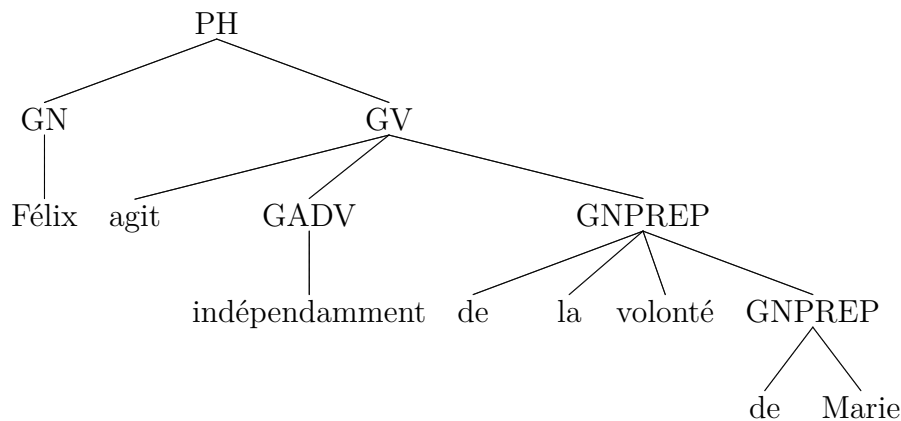 PH
GN GV
Félix agit GADV GNPREP
indépendamment de la volonté GNPREP
de Marie